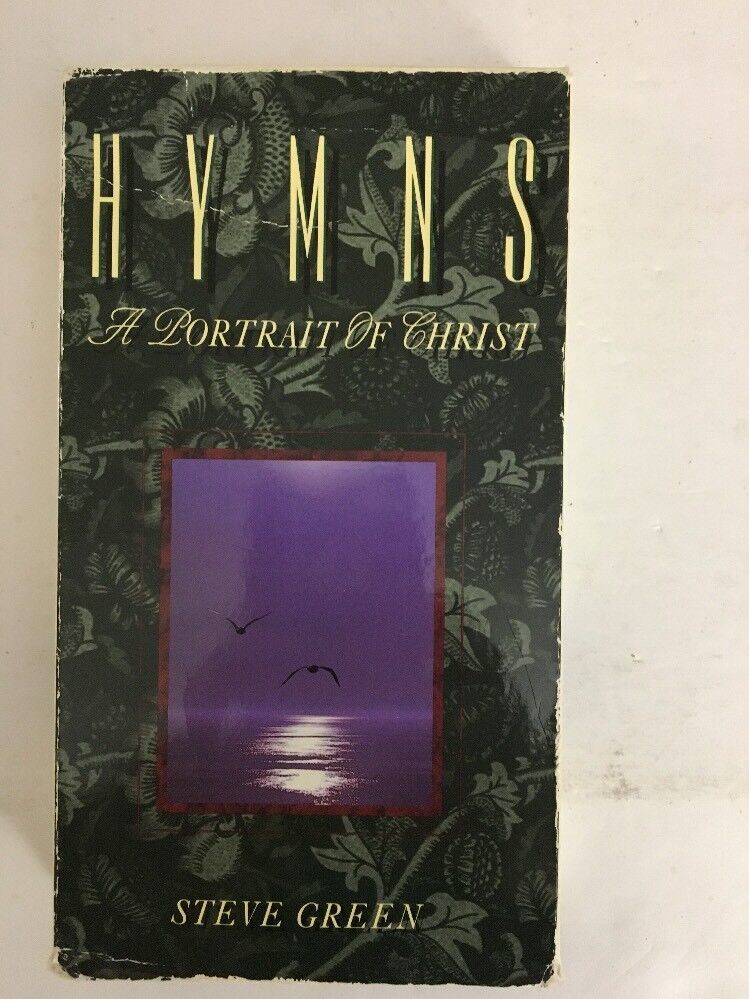 HYMNS
A PORTRAIT OF CHRIST
STEVE GREEN